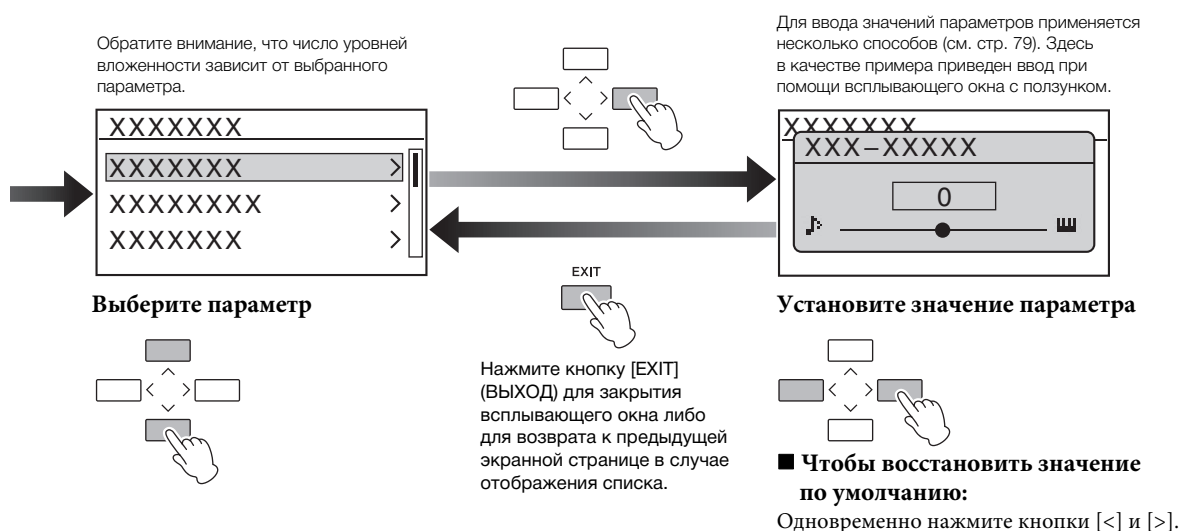 Обратите внимание, что число уровней
вложенности зависит от выбранного
параметра.
XXXXXXX
XXXXXXX
XXXXXXXX
XXXXXXX
Выберите параметр
EXIT
Нажмите кнопку [EXIT]
(ВЫХОД) для закрытия
всплывающего окна либо
для возврата к предыдущей
экранной странице в случае
отображения списка.
Для ввода значений параметров применяется
несколько способов (см. стр. 79). Здесь
в качестве примера приведен ввод при
помощи всплывающего окна с ползунком.
XXXXXXX
XXX–XXXXX
0
Установите значение параметра
■ Чтобы восстановить значение
по умолчанию:
Одновременно нажмите кнопки [<] и [>].